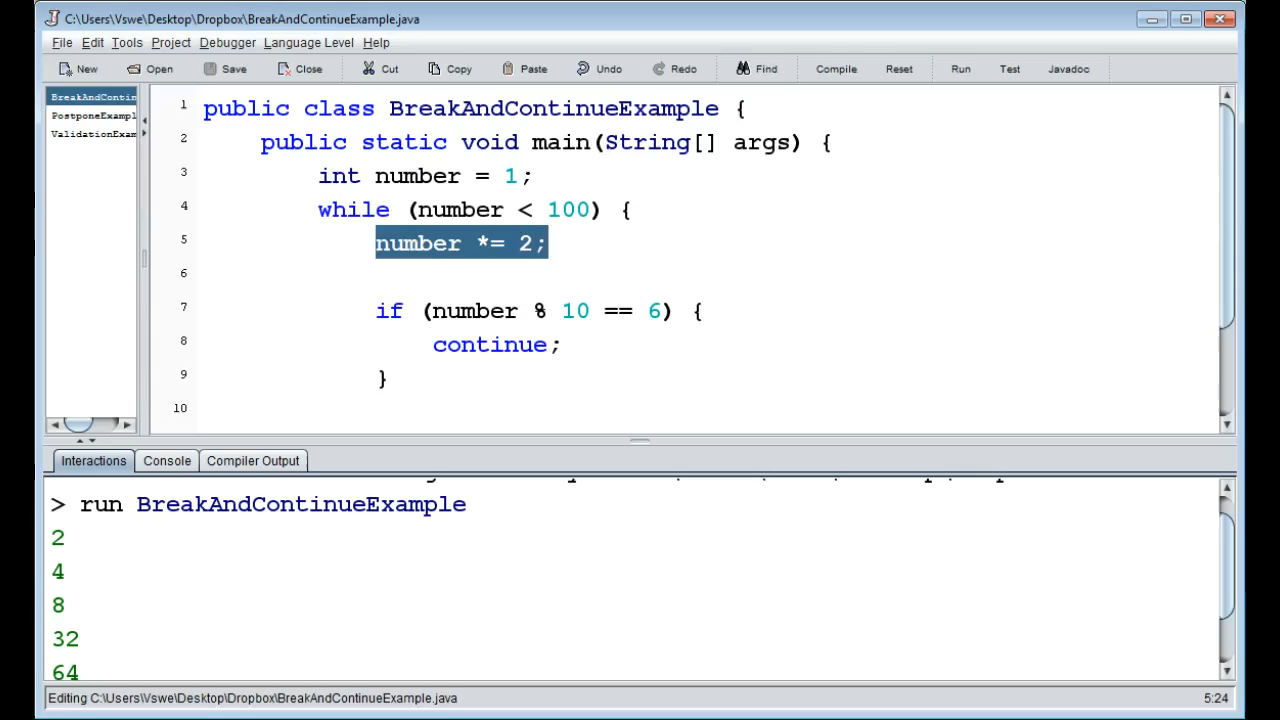 C:\Users\Vswe\Desktop\Dropbox\BreakAndContinueExample.java
File Edit Tools Project Debugger Language Level Help
New Open Save Close Cut Copy Paste Undo Redo Find Compile Reset Run Test Javadoc
BreakAndContin
PostponeExampl
ValidationExam
1 public class BreakAndContinueExample {
2 public static void main(String[] args) {
3 int number = 1;
4 while (number < 100) {
5 number *= 2;
6
7 if (number % 10 == 6) {
8 continue;
9 }
10
Interactions Console Compiler Output
> run BreakAndContinueExample
2
4
8
32
64
Editing C:\Users\Vswe\Desktop\Dropbox\BreakAndContinueExample.java 5:24